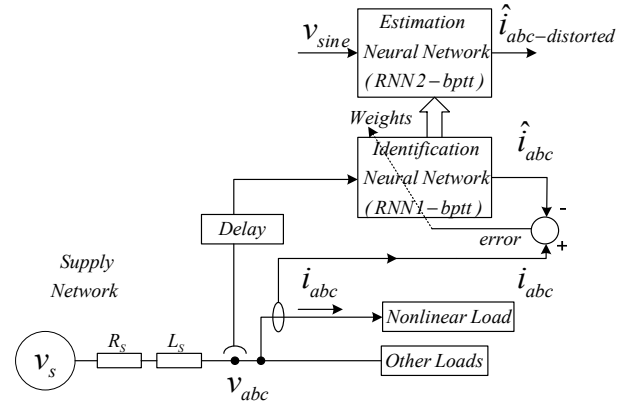 Estimation
Neural Network
(RNN2-bptt)
v_sine
î_abc-distorted
Weights
Identification
Neural Network
(RNN1-bptt)
î_abc
-
Delay
error
+
Supply
Network
i_abc
i_abc
Nonlinear Load
v_s
R_s
L_s
v_abc
Other Loads